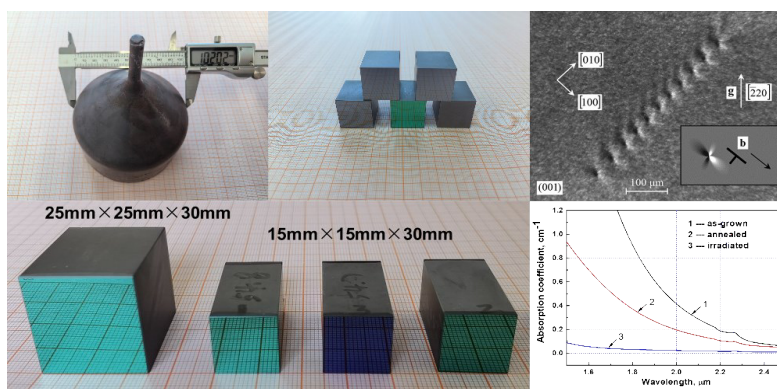 102.02
[010]
[100]
g
[2̅20]
b
(001)
100 μm
25mm×25mm×30mm
15mm×15mm×30mm
Absorption coefficient, cm⁻¹
1.2
1.0
0.8
0.6
0.4
0.2
0.0
1 --- as-grown
2 --- annealed
3 --- irradiated
1
2
3
1.6
1.8
2.0
2.2
2.4
Wavelength, μm